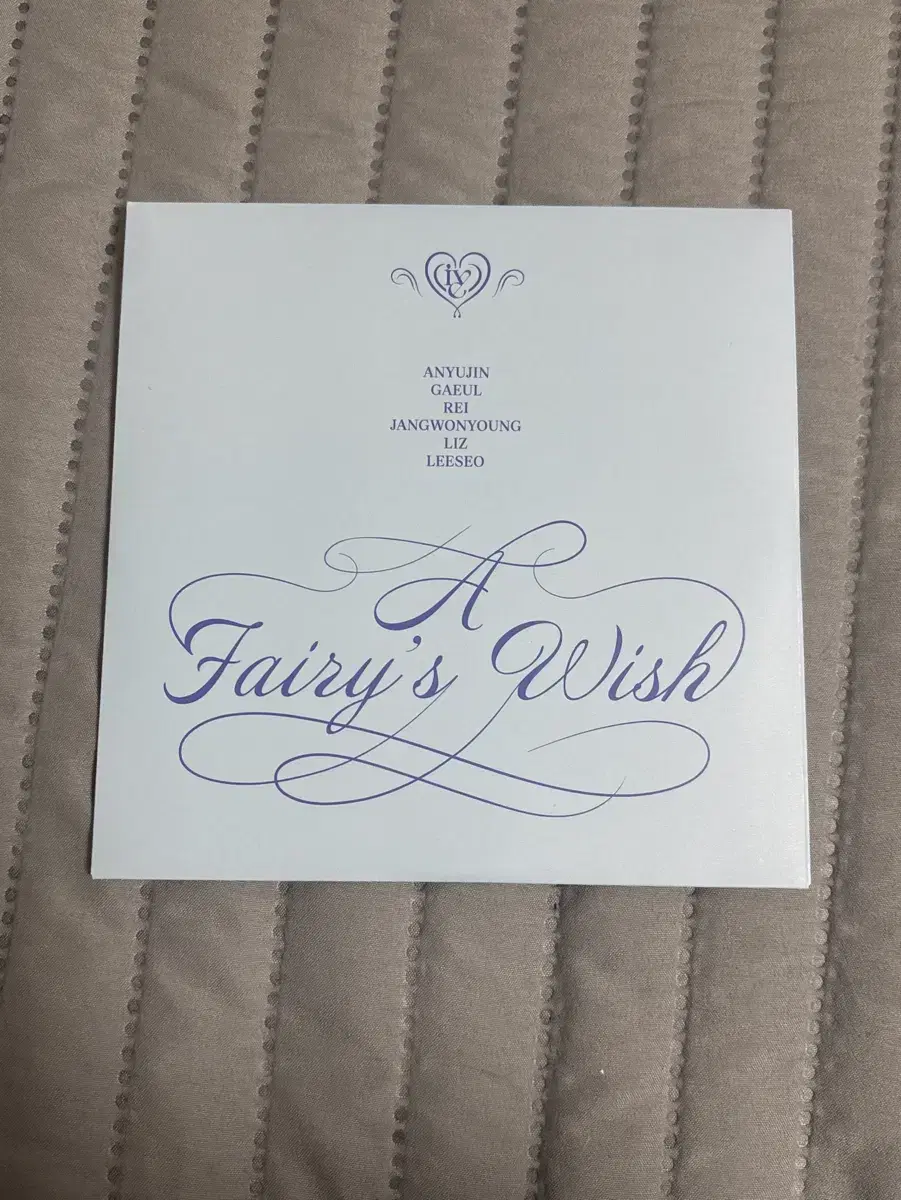 ive
ANYUJIN
GAEUL
REI
JANGWONYOUNG
LIZ
LEESEO
A
Fairy's Wish